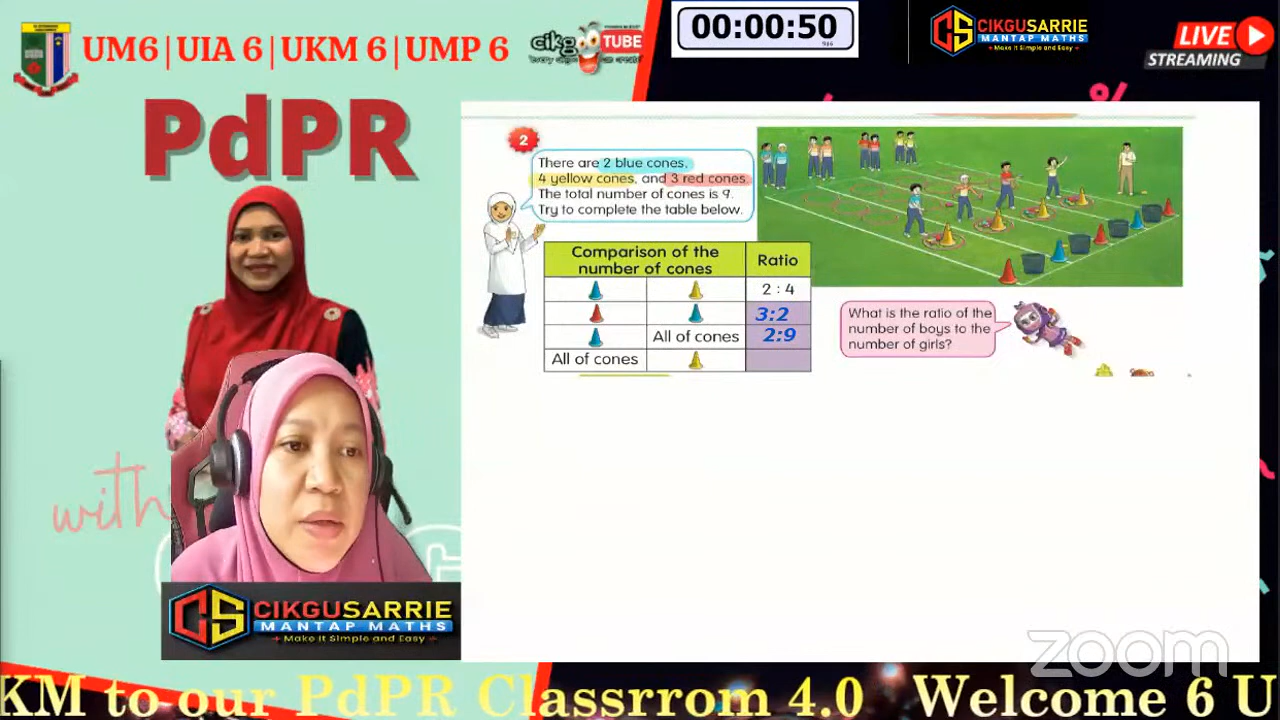 UM6|UIA 6|UKM 6|UMP 6
cikgooTUBE
00:00:50
CS CIKGUSARRIE
MANTAP MATHS
Make it Simple and Easy
LIVE
STREAMING
PdPR
%
2
There are 2 blue cones,
4 yellow cones, and 3 red cones.
The total number of cones is 9.
Try to complete the table below.
Comparison of the number of cones Ratio
2 : 4
3:2
All of cones 2:9
All of cones
What is the ratio of the
number of boys to the
number of girls?
with
CS CIKGUSARRIE
MANTAP MATHS
Make It Simple and Easy
zoom
KM to our PdPR Classrrom 4.0 Welcome 6 U